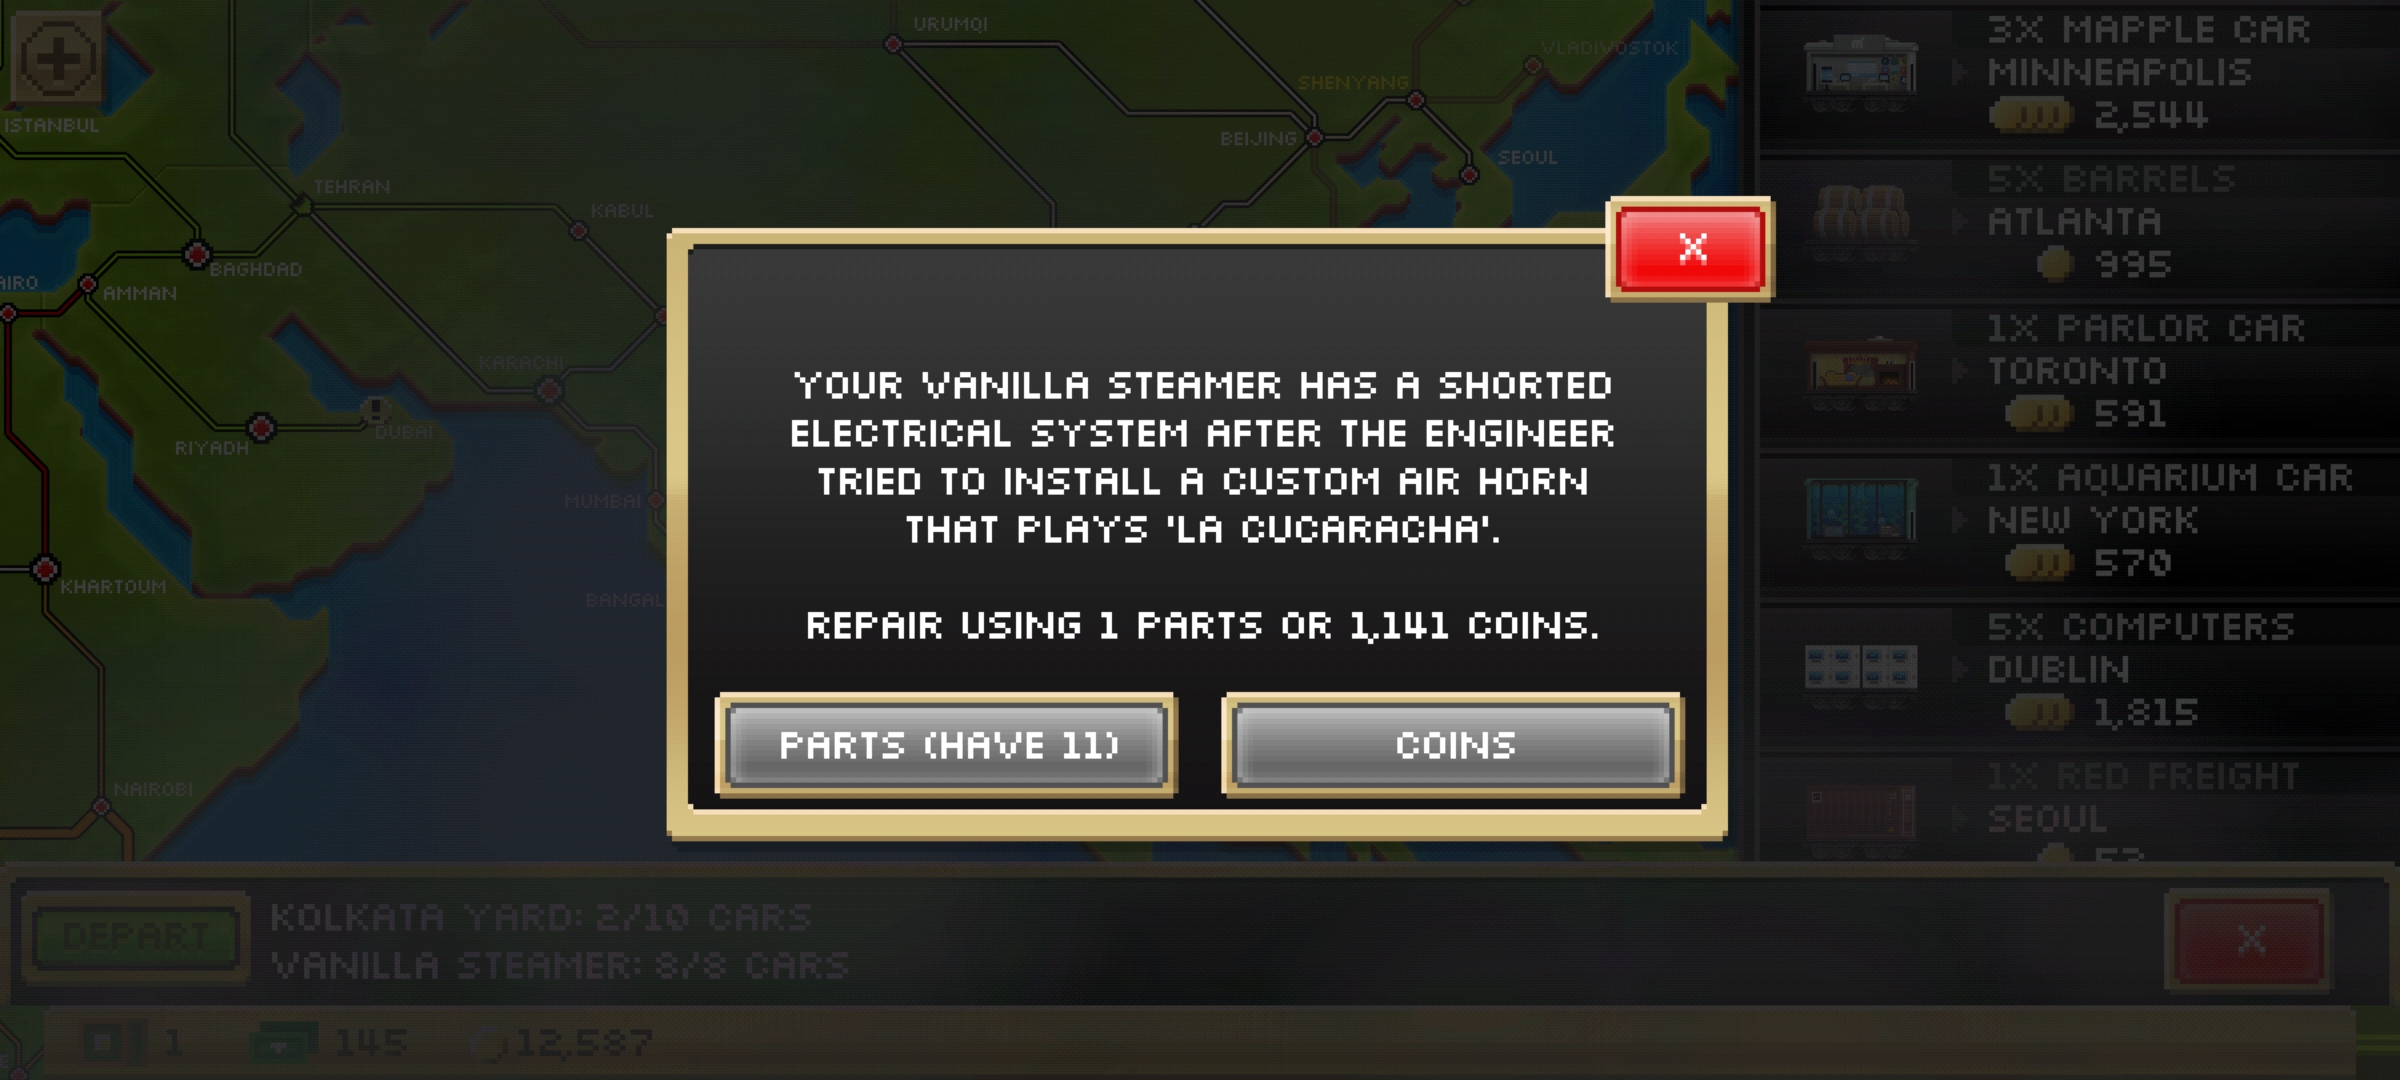 URUMQI
VLADIVOSTOK
SHENYANG
ISTANBUL
BEIJING
SEOUL
TEHRAN
KABUL
BAGHDAD
AIRO
AMMAN
KARACHI
DUBAI
RIYADH
MUMBAI
KHARTOUM
BANGAL
NAIROBI
X
YOUR VANILLA STEAMER HAS A SHORTED
ELECTRICAL SYSTEM AFTER THE ENGINEER
TRIED TO INSTALL A CUSTOM AIR HORN
THAT PLAYS 'LA CUCARACHA'.
REPAIR USING 1 PARTS OR 1,141 COINS.
PARTS (HAVE 11)
COINS
3X MAPPLE CAR
MINNEAPOLIS
2,544
5X BARRELS
ATLANTA
995
1X PARLOR CAR
TORONTO
591
1X AQUARIUM CAR
NEW YORK
570
5X COMPUTERS
DUBLIN
1,815
1X RED FREIGHT
SEOUL
DEPART
KOLKATA YARD: 2/10 CARS
VANILLA STEAMER: 8/8 CARS
X
1
145
12,587